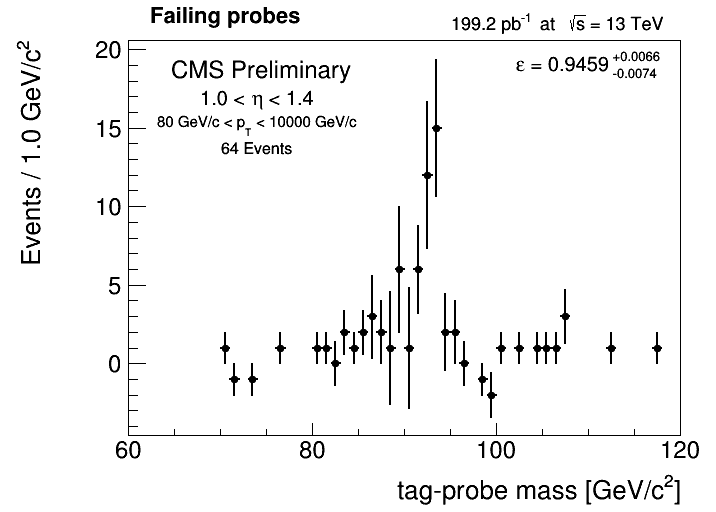 Failing probes
199.2 pb⁻¹ at √s = 13 TeV
CMS Preliminary
1.0 < η < 1.4
80 GeV/c < p_T < 10000 GeV/c
64 Events
ε = 0.9459 +0.0066 -0.0074
Events / 1.0 GeV/c²
20
15
10
5
0
60 80 100 120
tag-probe mass [GeV/c²]